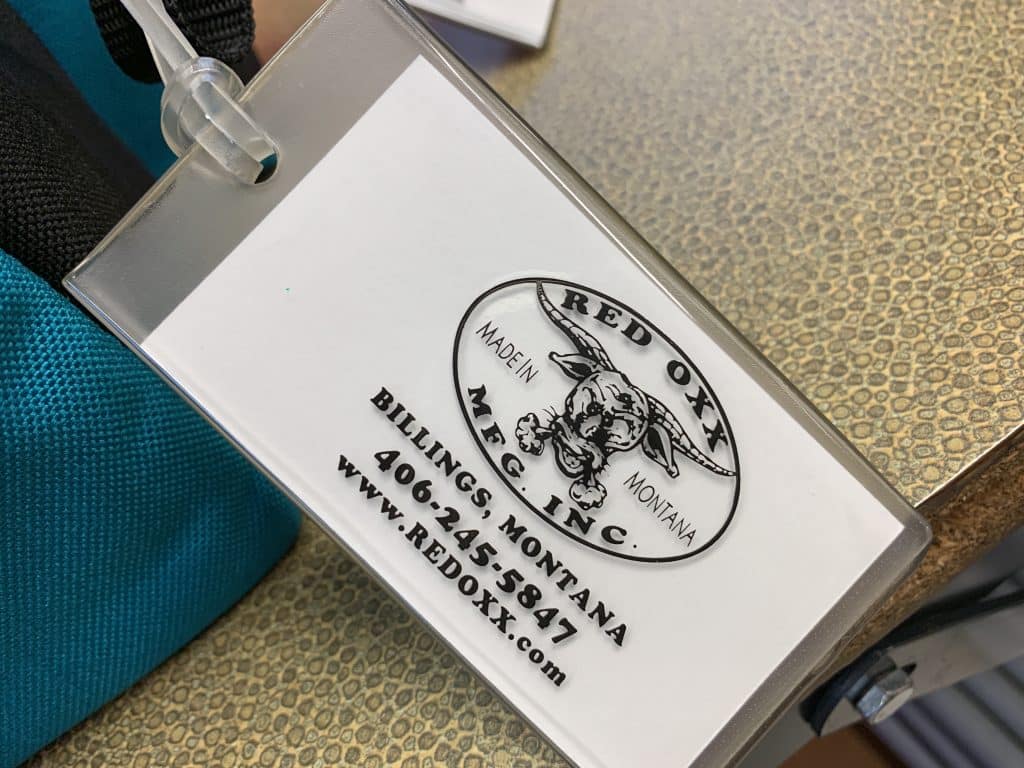 RED OXX
MADE IN
MONTANA
MFG. INC.
BILLINGS, MONTANA
406-245-5847
www.REDOXX.com